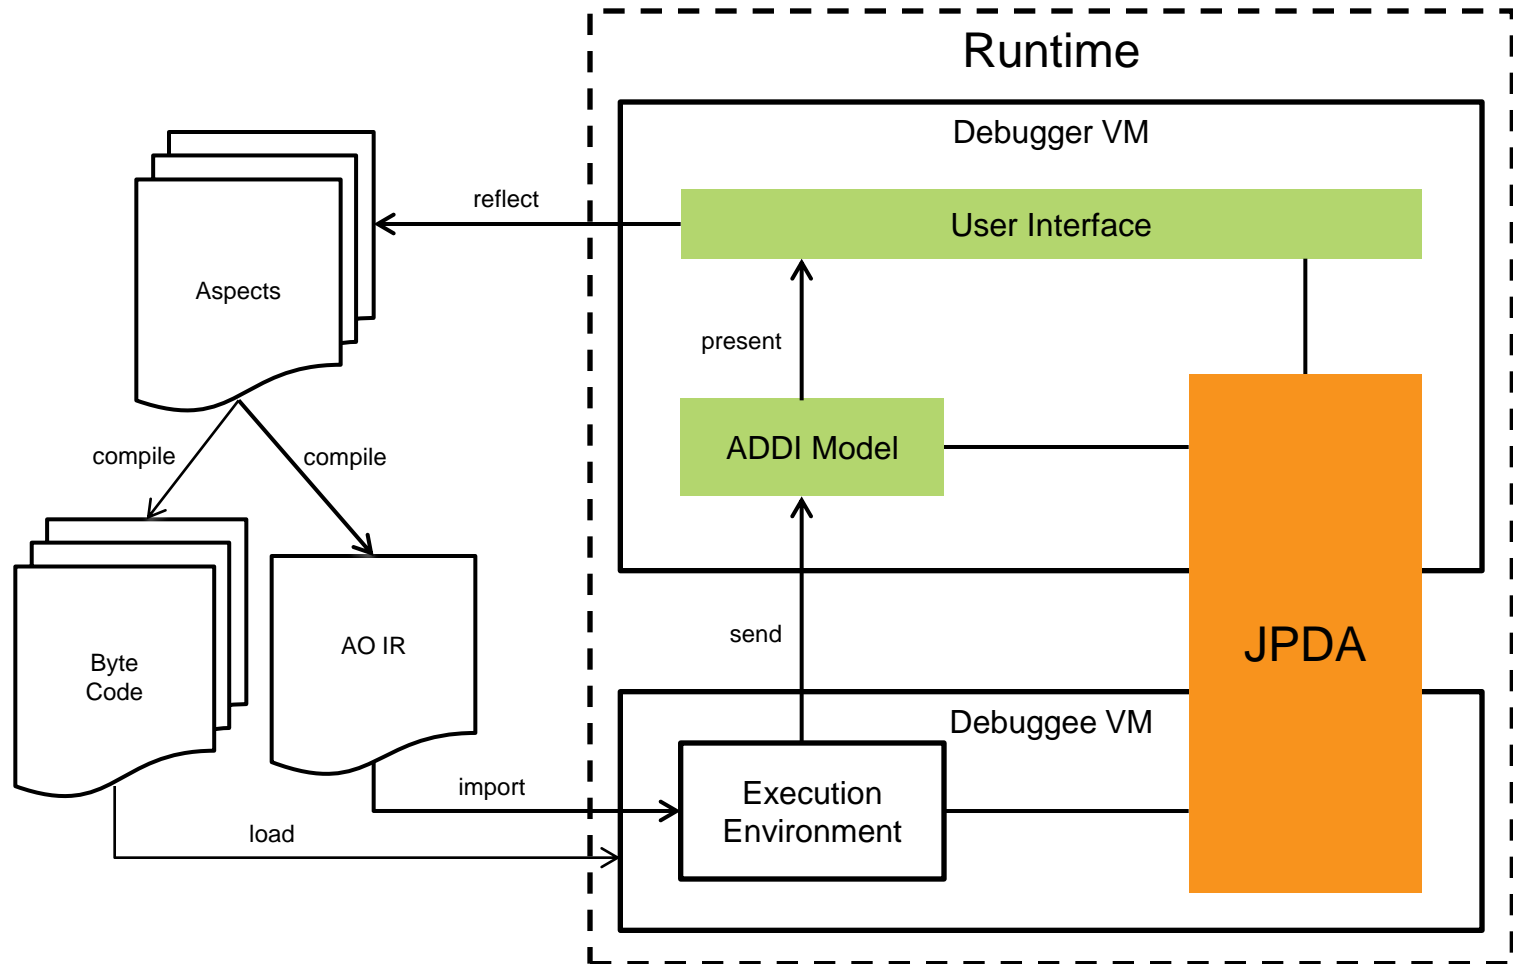 Runtime
Debugger VM
reflect
User Interface
Aspects
present
ADDI Model
compile
compile
send
JPDA
AO IR
Byte
Code
Debuggee VM
import
Execution
Environment
load